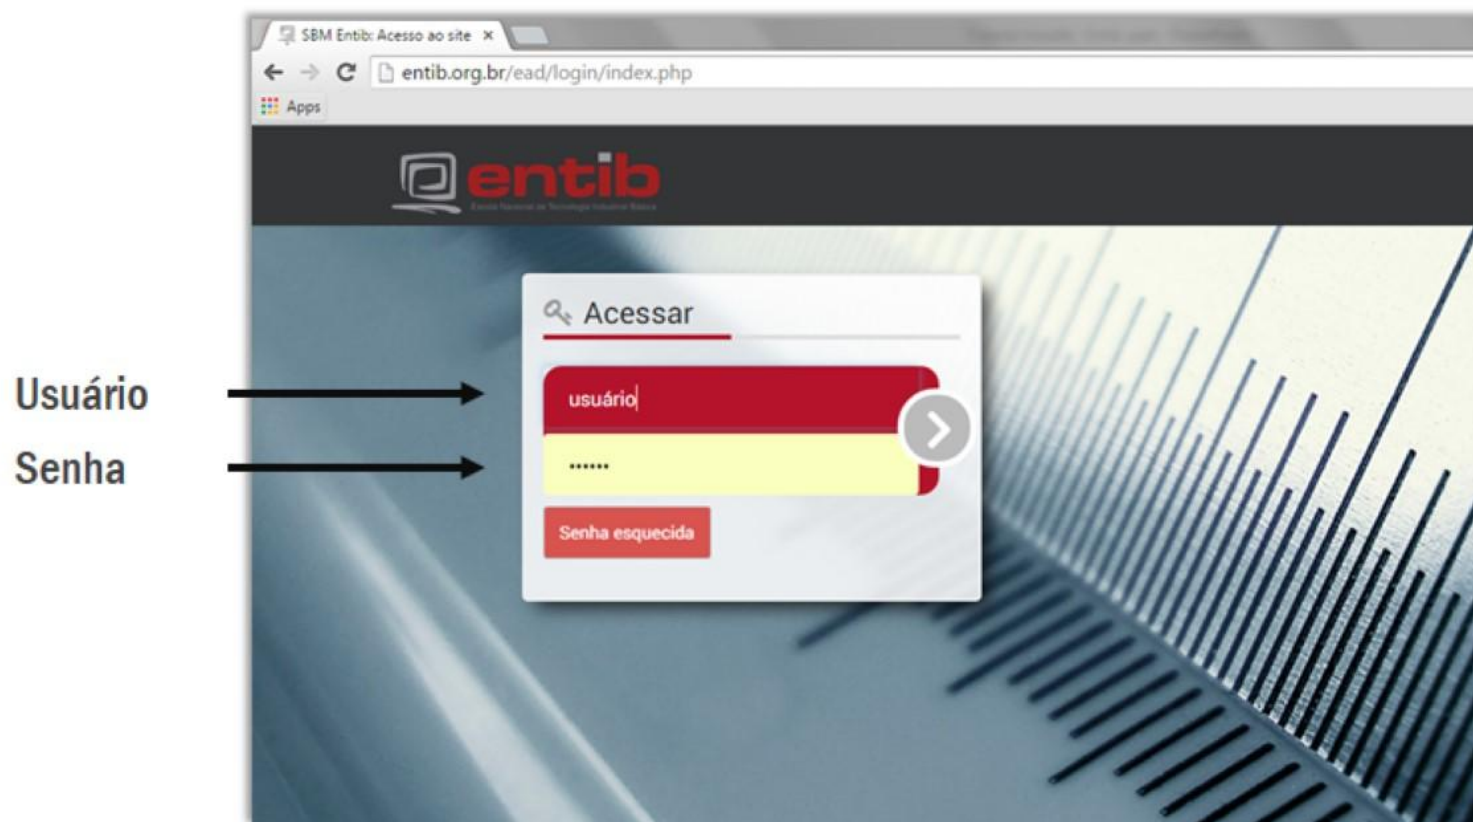 SBM Entib: Acesso ao site ×
entib.org.br/ead/login/index.php
Apps
entib
Acessar
Usuário
usuário
Senha
••••••
Senha esquecida